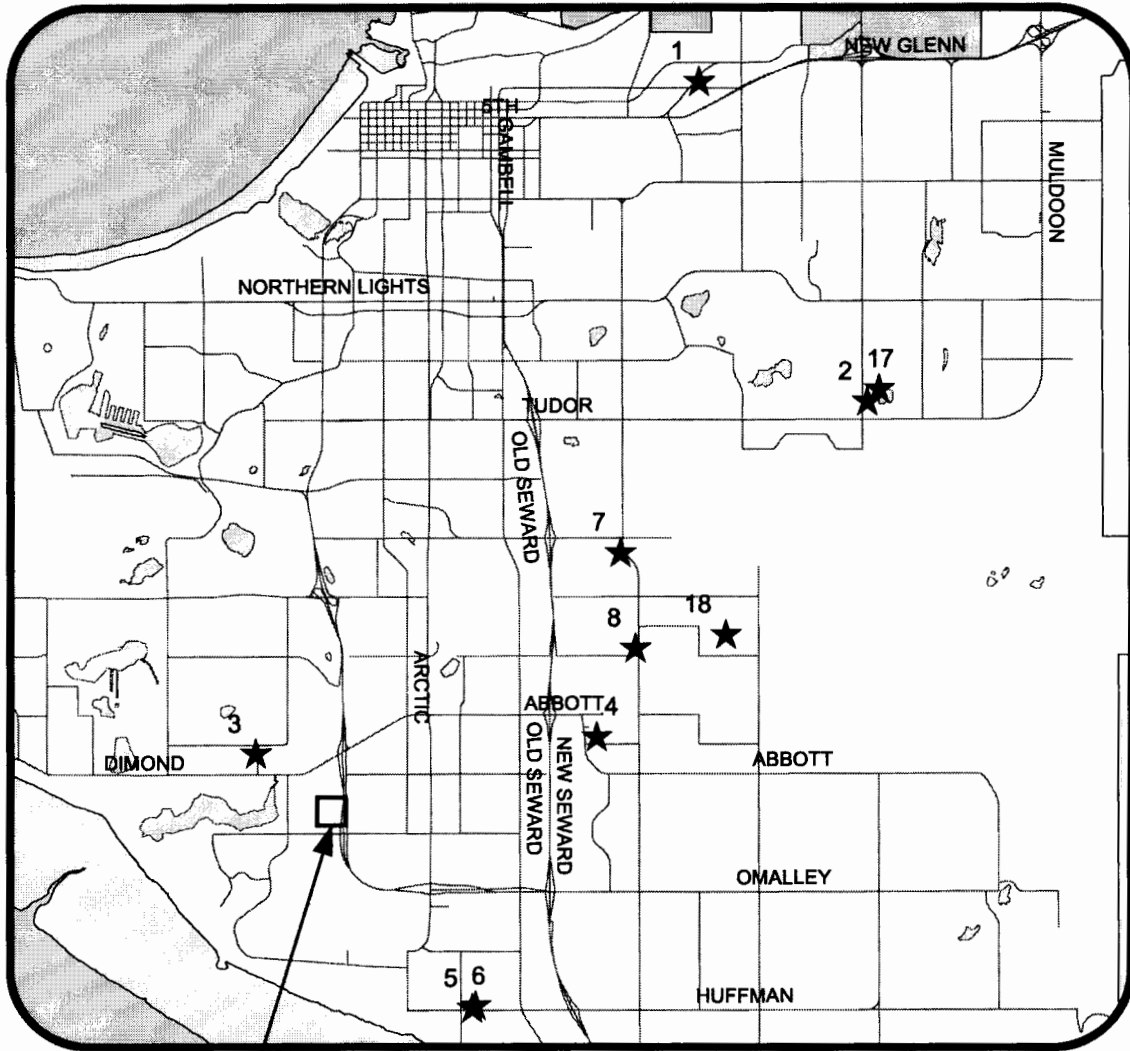 1
NEW GLENN
5TH
GAMBELL
MULDOON
NORTHERN LIGHTS
2 17
TUDOR
OLD SEWARD
7
8
18
ARCTIC
ABBOTT 4
3
DIMOND
OLD SEWARD
NEW SEWARD
ABBOTT
OMALLEY
5 6
HUFFMAN